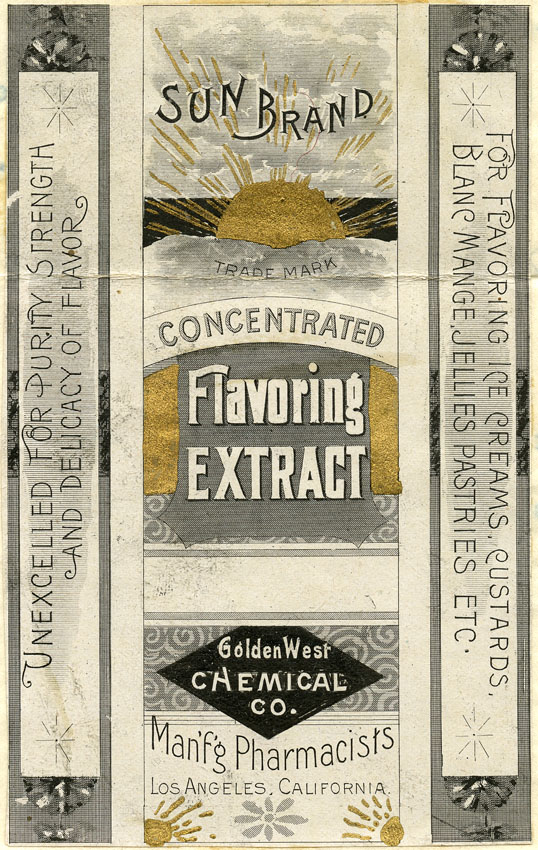 UNEXCELLED FOR PURITY STRENGTH
AND DELICACY OF FLAVOR
SUN BRAND
TRADE MARK
CONCENTRATED
Flavoring
EXTRACT
Golden West
CHEMICAL
CO.
Man'f'g Pharmacists
LOS ANGELES, CALIFORNIA.
FOR FLAVORING ICE CREAMS, CUSTARDS,
BLANC MANGE, JELLIES PASTRIES ETC.